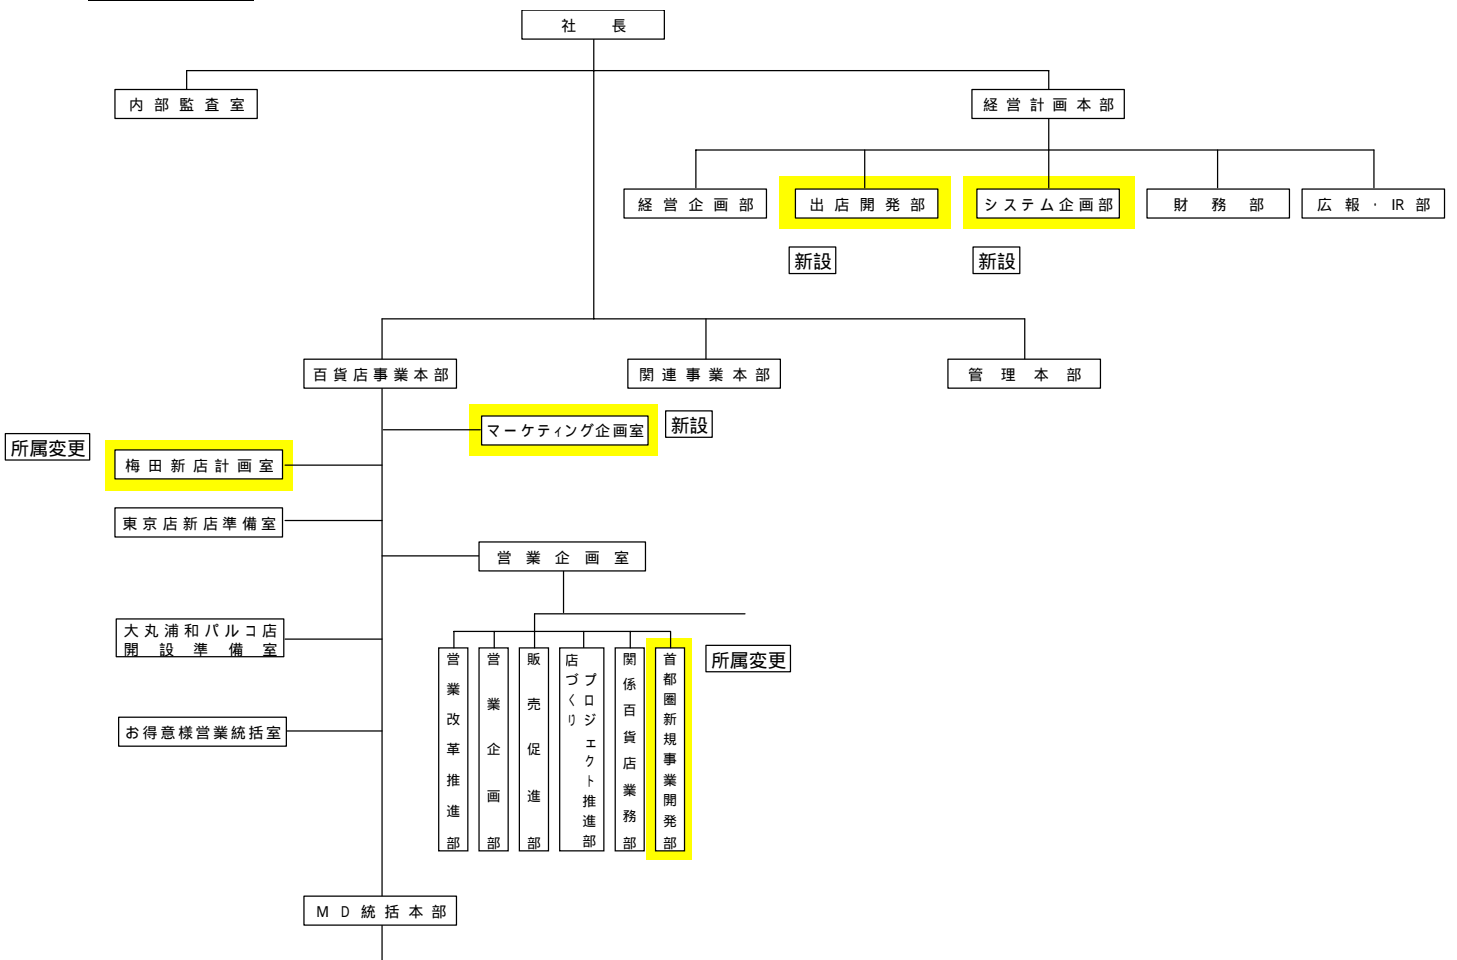 社長
内部監査室
経営計画本部
経営企画部
出店開発部
システム企画部
財務部
広報・IR部
新設
新設
百貨店事業本部
関連事業本部
管理本部
マーケティング企画室
新設
所属変更
梅田新店計画室
東京店新店準備室
営業企画室
大丸浦和パルコ店
開設準備室
所属変更
営業改革推進部
営業企画部
販売促進部
店づくり
プロジェクト推進部
関係百貨店業務部
首都圏新規事業開発部
お得意様営業統括室
MD統括本部